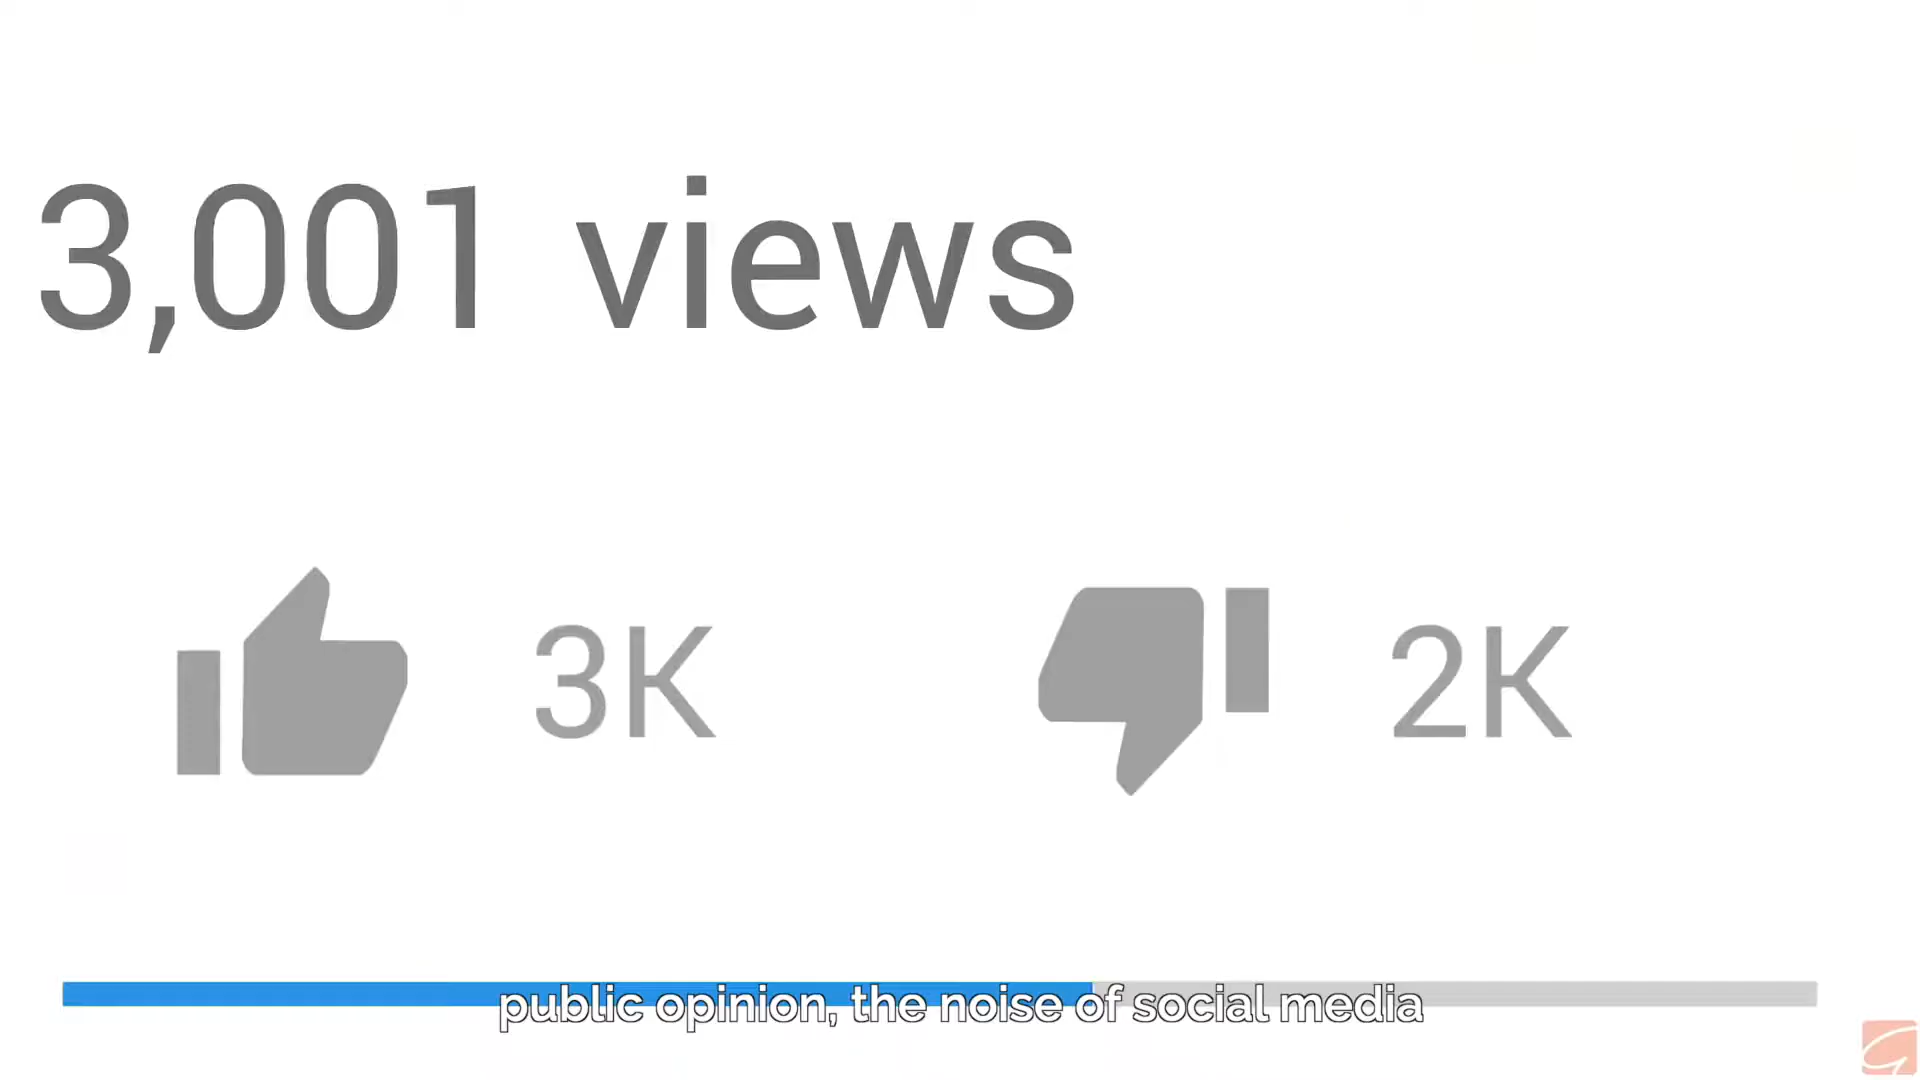 3,001 views
3K
2K
public opinion, the noise of social media